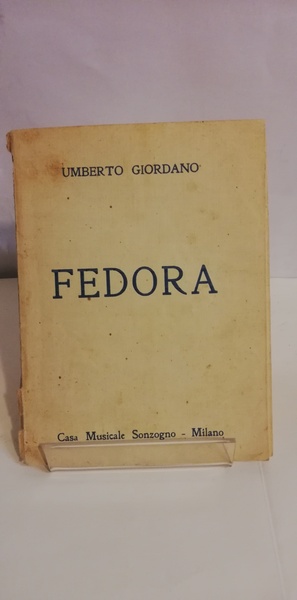 UMBERTO GIORDANO
FEDORA
Casa Musicale Sonzogno - Milano